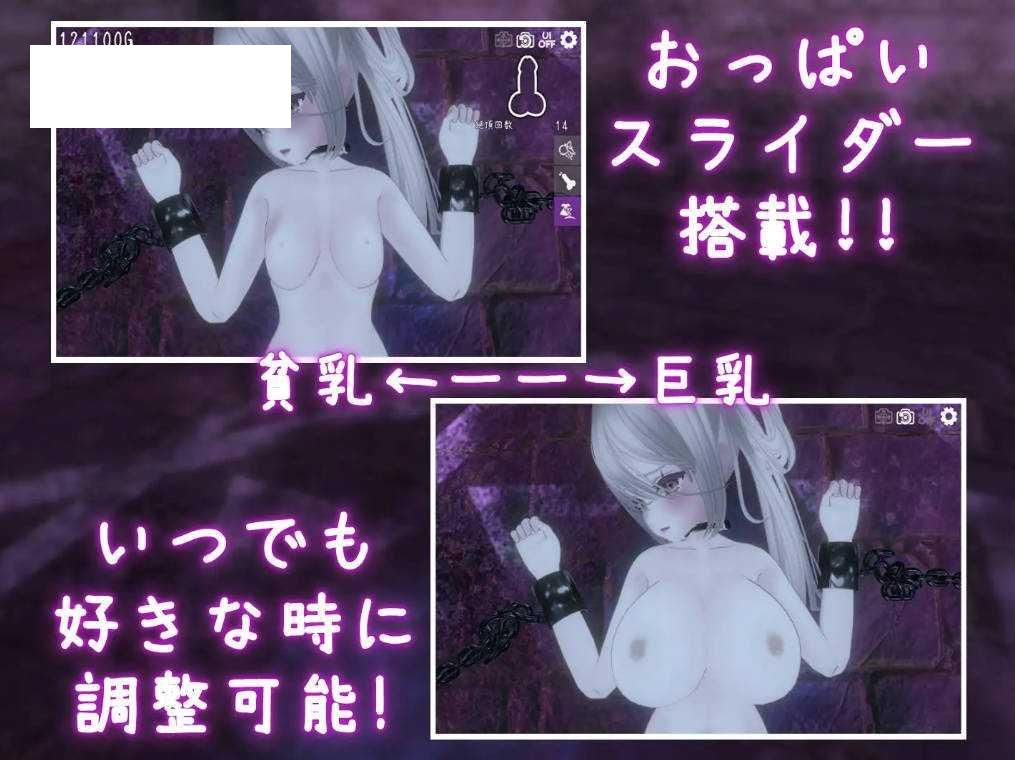 121100G
UI
OFF
絶頂回数 14
おっぱい
スライダー
搭載!!
貧乳←ーー→巨乳
いつでも
好きな時に
調整可能!